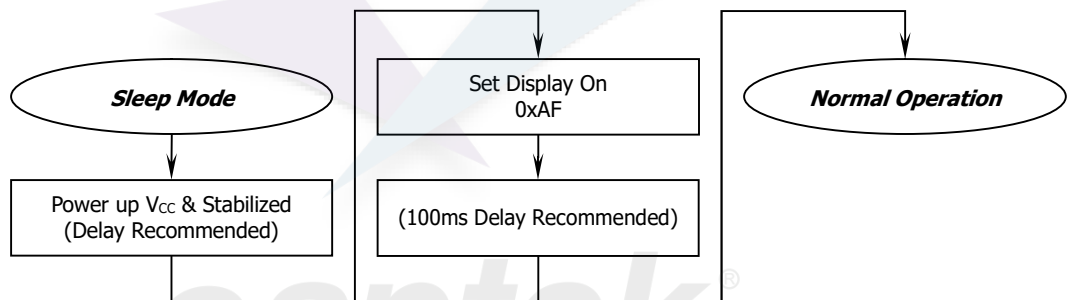 Sleep Mode
Power up VCC & Stabilized
(Delay Recommended)
Set Display On
0xAF
(100ms Delay Recommended)
Normal Operation
®